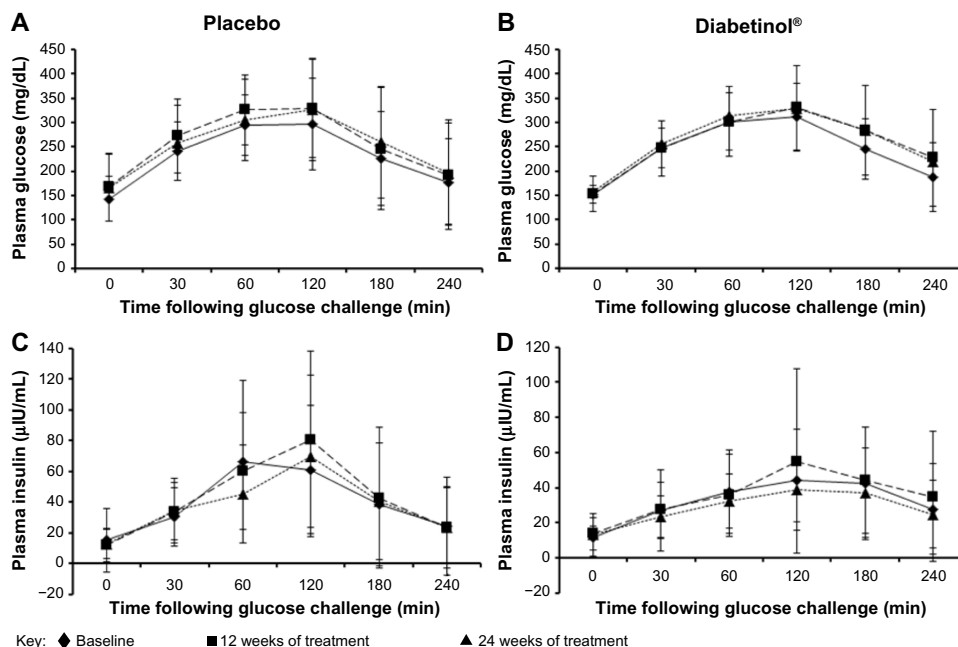 A
Placebo
Plasma glucose (mg/dL)
450
400
350
300
250
200
150
100
50
0
0 30 60 120 180 240
Time following glucose challenge (min)
B
Diabetinol®
Plasma glucose (mg/dL)
450
400
350
300
250
200
150
100
50
0
0 30 60 120 180 240
Time following glucose challenge (min)
C
Plasma insulin (µIU/mL)
140
120
100
80
60
40
20
0
−20
0 30 60 120 180 240
Time following glucose challenge (min)
D
Plasma insulin (µIU/mL)
120
100
80
60
40
20
0
−20
0 30 60 120 180 240
Time following glucose challenge (min)
Key: Baseline 12 weeks of treatment 24 weeks of treatment